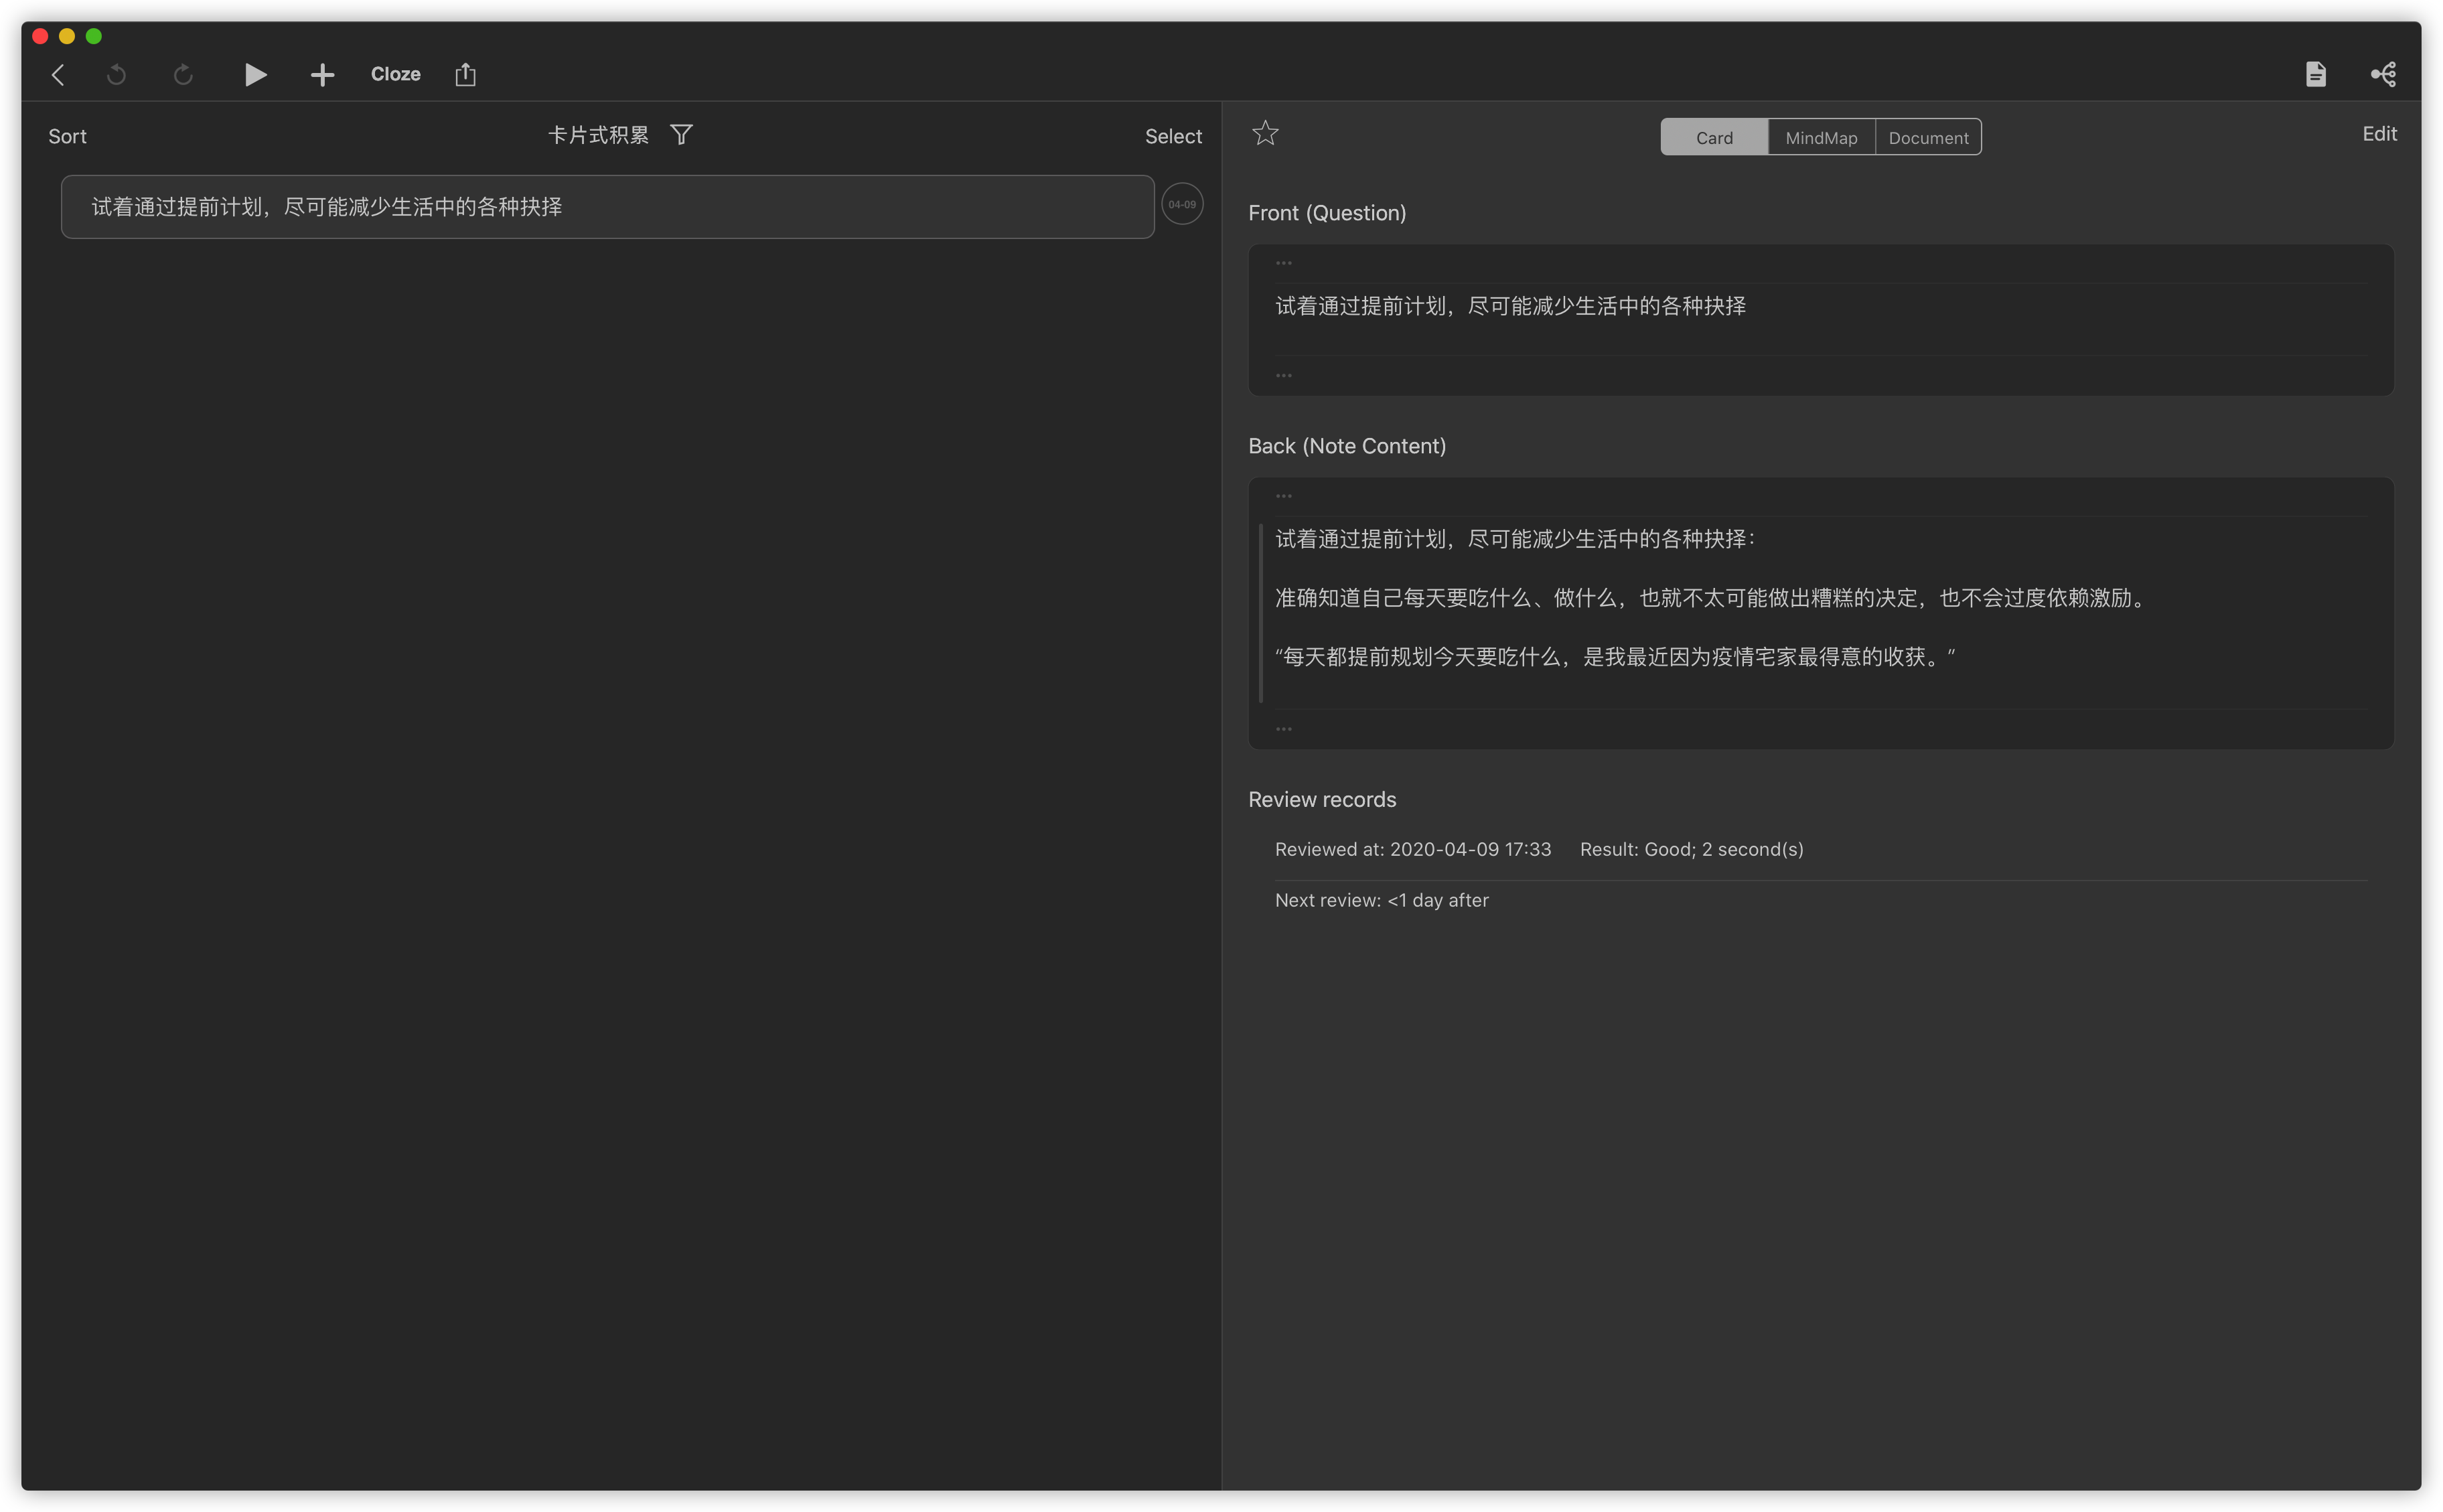 Cloze
Sort
卡片式积累
Select
试着通过提前计划，尽可能减少生活中的各种抉择
04-09
Card
MindMap
Document
Edit
Front (Question)
•••
试着通过提前计划，尽可能减少生活中的各种抉择
•••
Back (Note Content)
•••
试着通过提前计划，尽可能减少生活中的各种抉择：
准确知道自己每天要吃什么、做什么，也就不太可能做出糟糕的决定，也不会过度依赖激励。
“每天都提前规划今天要吃什么，是我最近因为疫情宅家最得意的收获。”
•••
Review records
Reviewed at: 2020-04-09 17:33 Result: Good; 2 second(s)
Next review: <1 day after